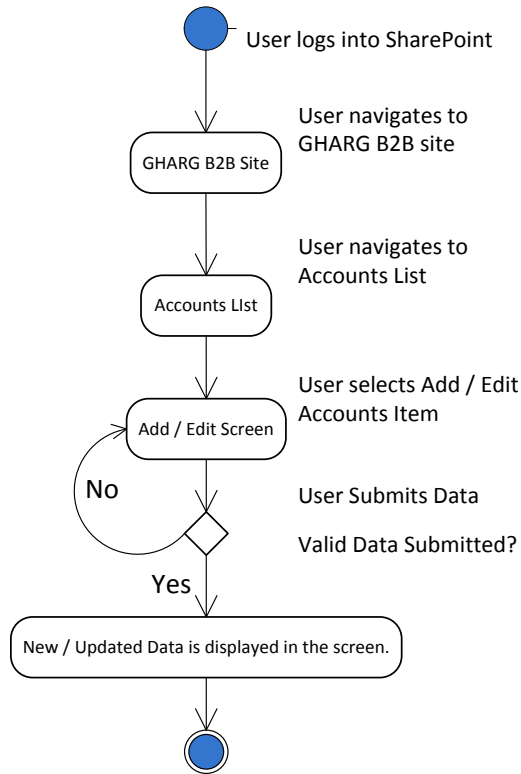 User logs into SharePoint
User navigates to
GHARG B2B site
GHARG B2B Site
User navigates to
Accounts List
Accounts LIst
User selects Add / Edit
Accounts Item
Add / Edit Screen
No
User Submits Data
Valid Data Submitted?
Yes
New / Updated Data is displayed in the screen.